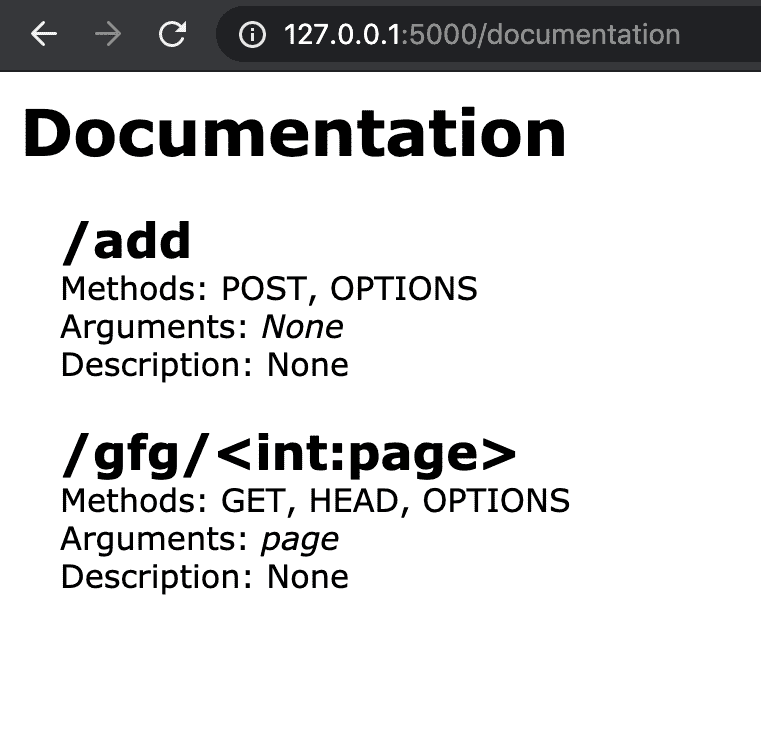 127.0.0.1:5000/documentation
Documentation
/add
Methods: POST, OPTIONS
Arguments: None
Description: None
/gfg/<int:page>
Methods: GET, HEAD, OPTIONS
Arguments: page
Description: None